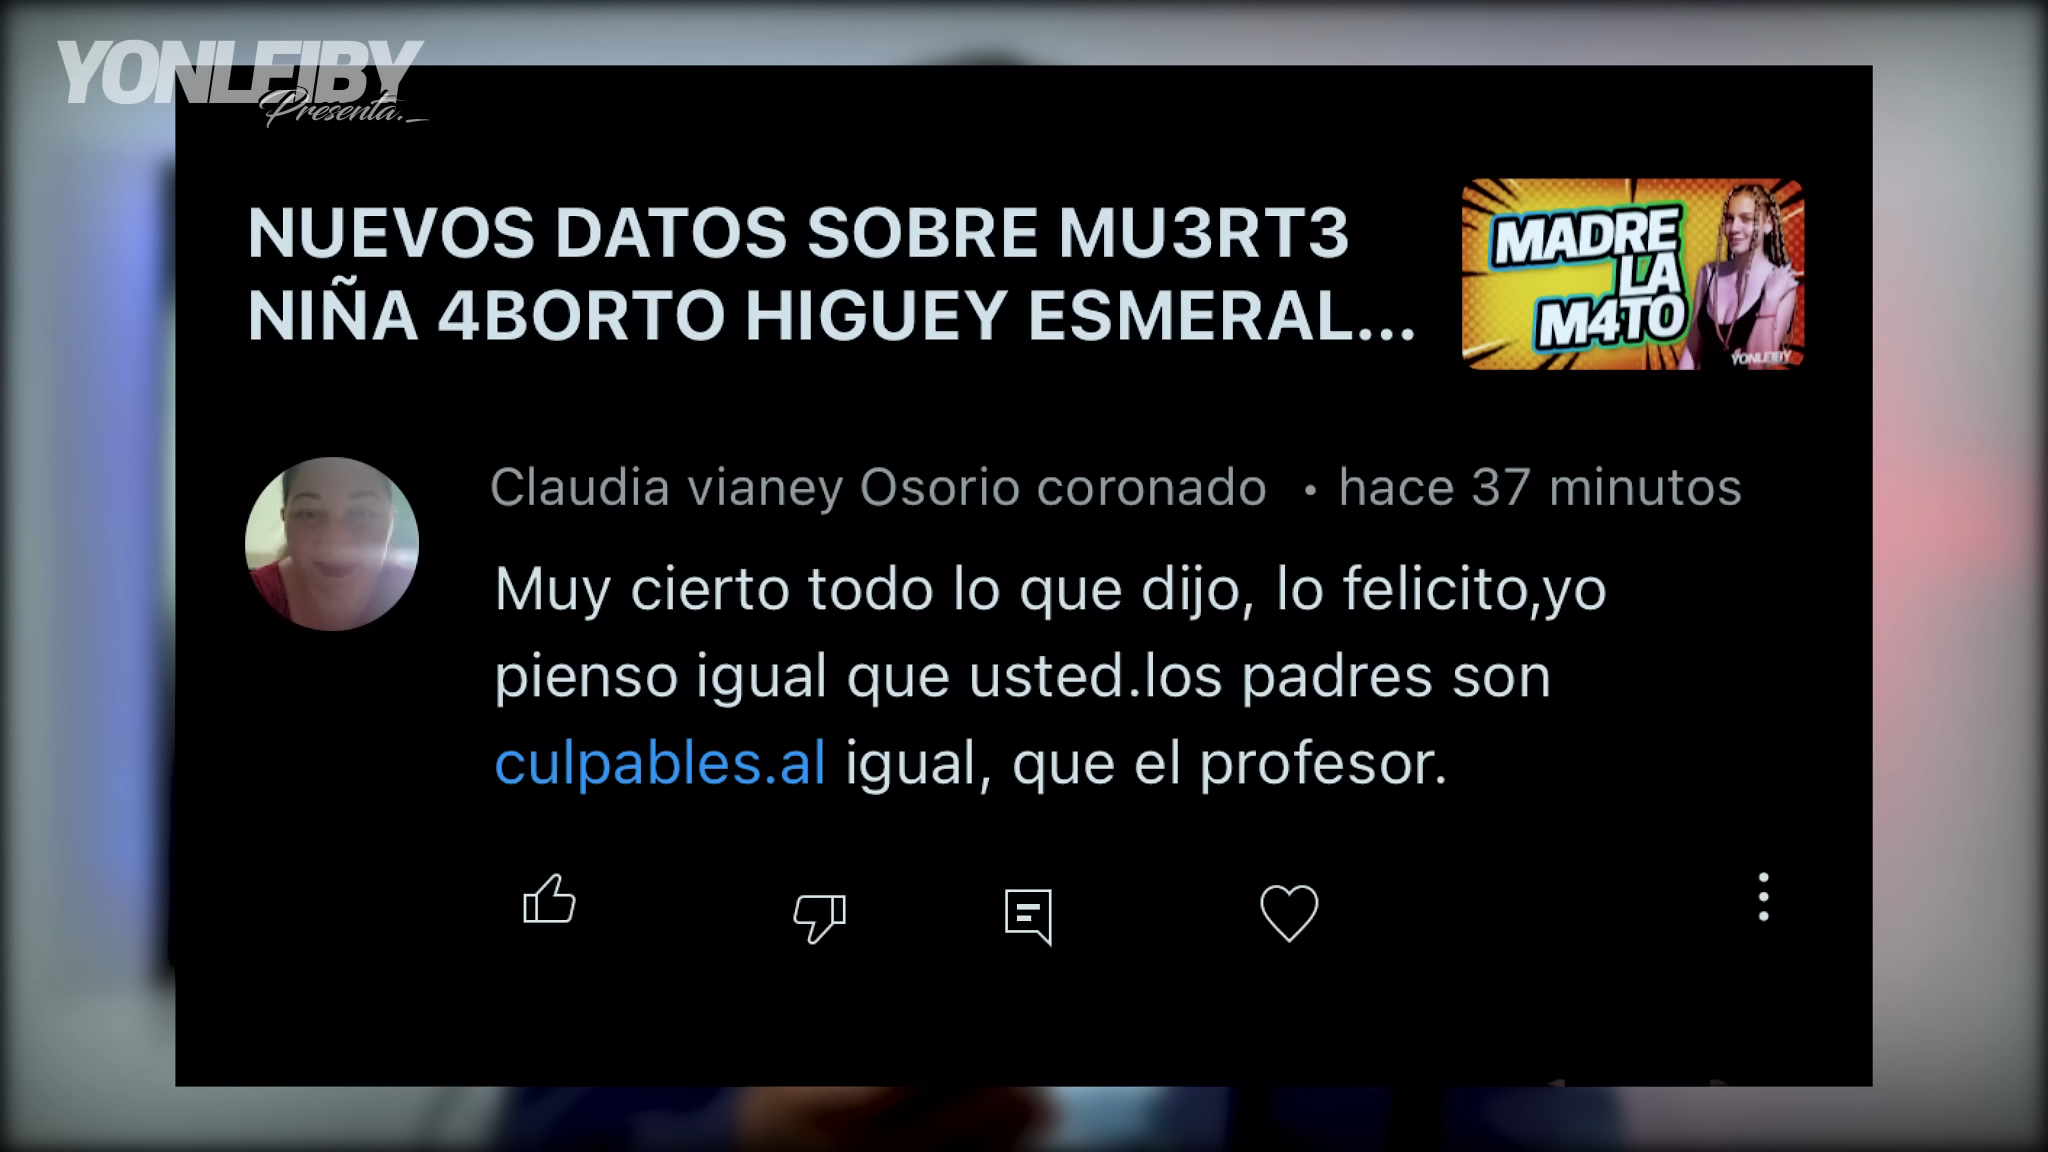 YONLEIBY
Presenta._
NUEVOS DATOS SOBRE MU3RT3
NIÑA 4BORTO HIGUEY ESMERAL...
MADRE
LA
M4TO
YONLEIBY
Claudia vianey Osorio coronado • hace 37 minutos
Muy cierto todo lo que dijo, lo felicito,yo
pienso igual que usted.los padres son
culpables.al igual, que el profesor.